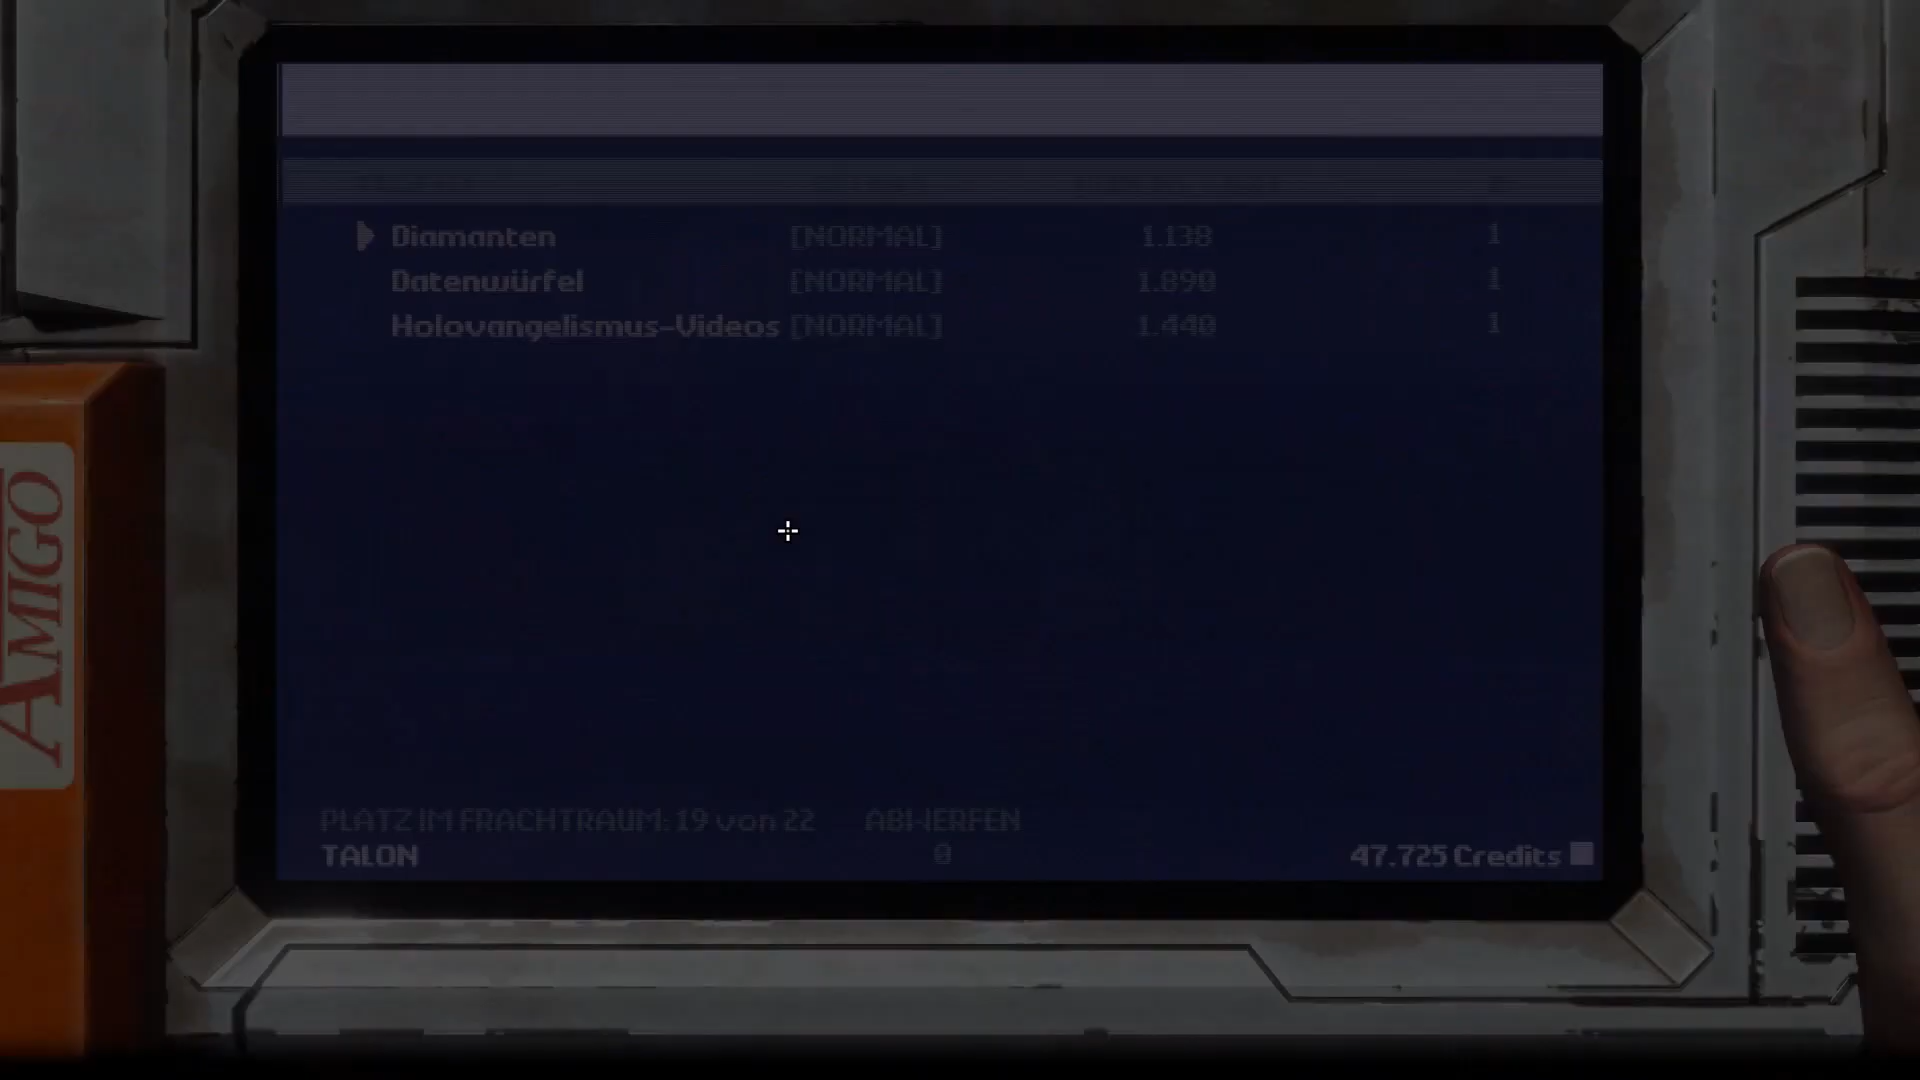 Diamanten [NORMAL] 1.138 1
Datenwürfel [NORMAL] 1.890 1
Holovangelismus-Videos [NORMAL] 1.440 1
AMIGO
PLATZ IM FRACHTRAUM: 19 von 22 ABWERFEN
TALON 0 47.725 Credits